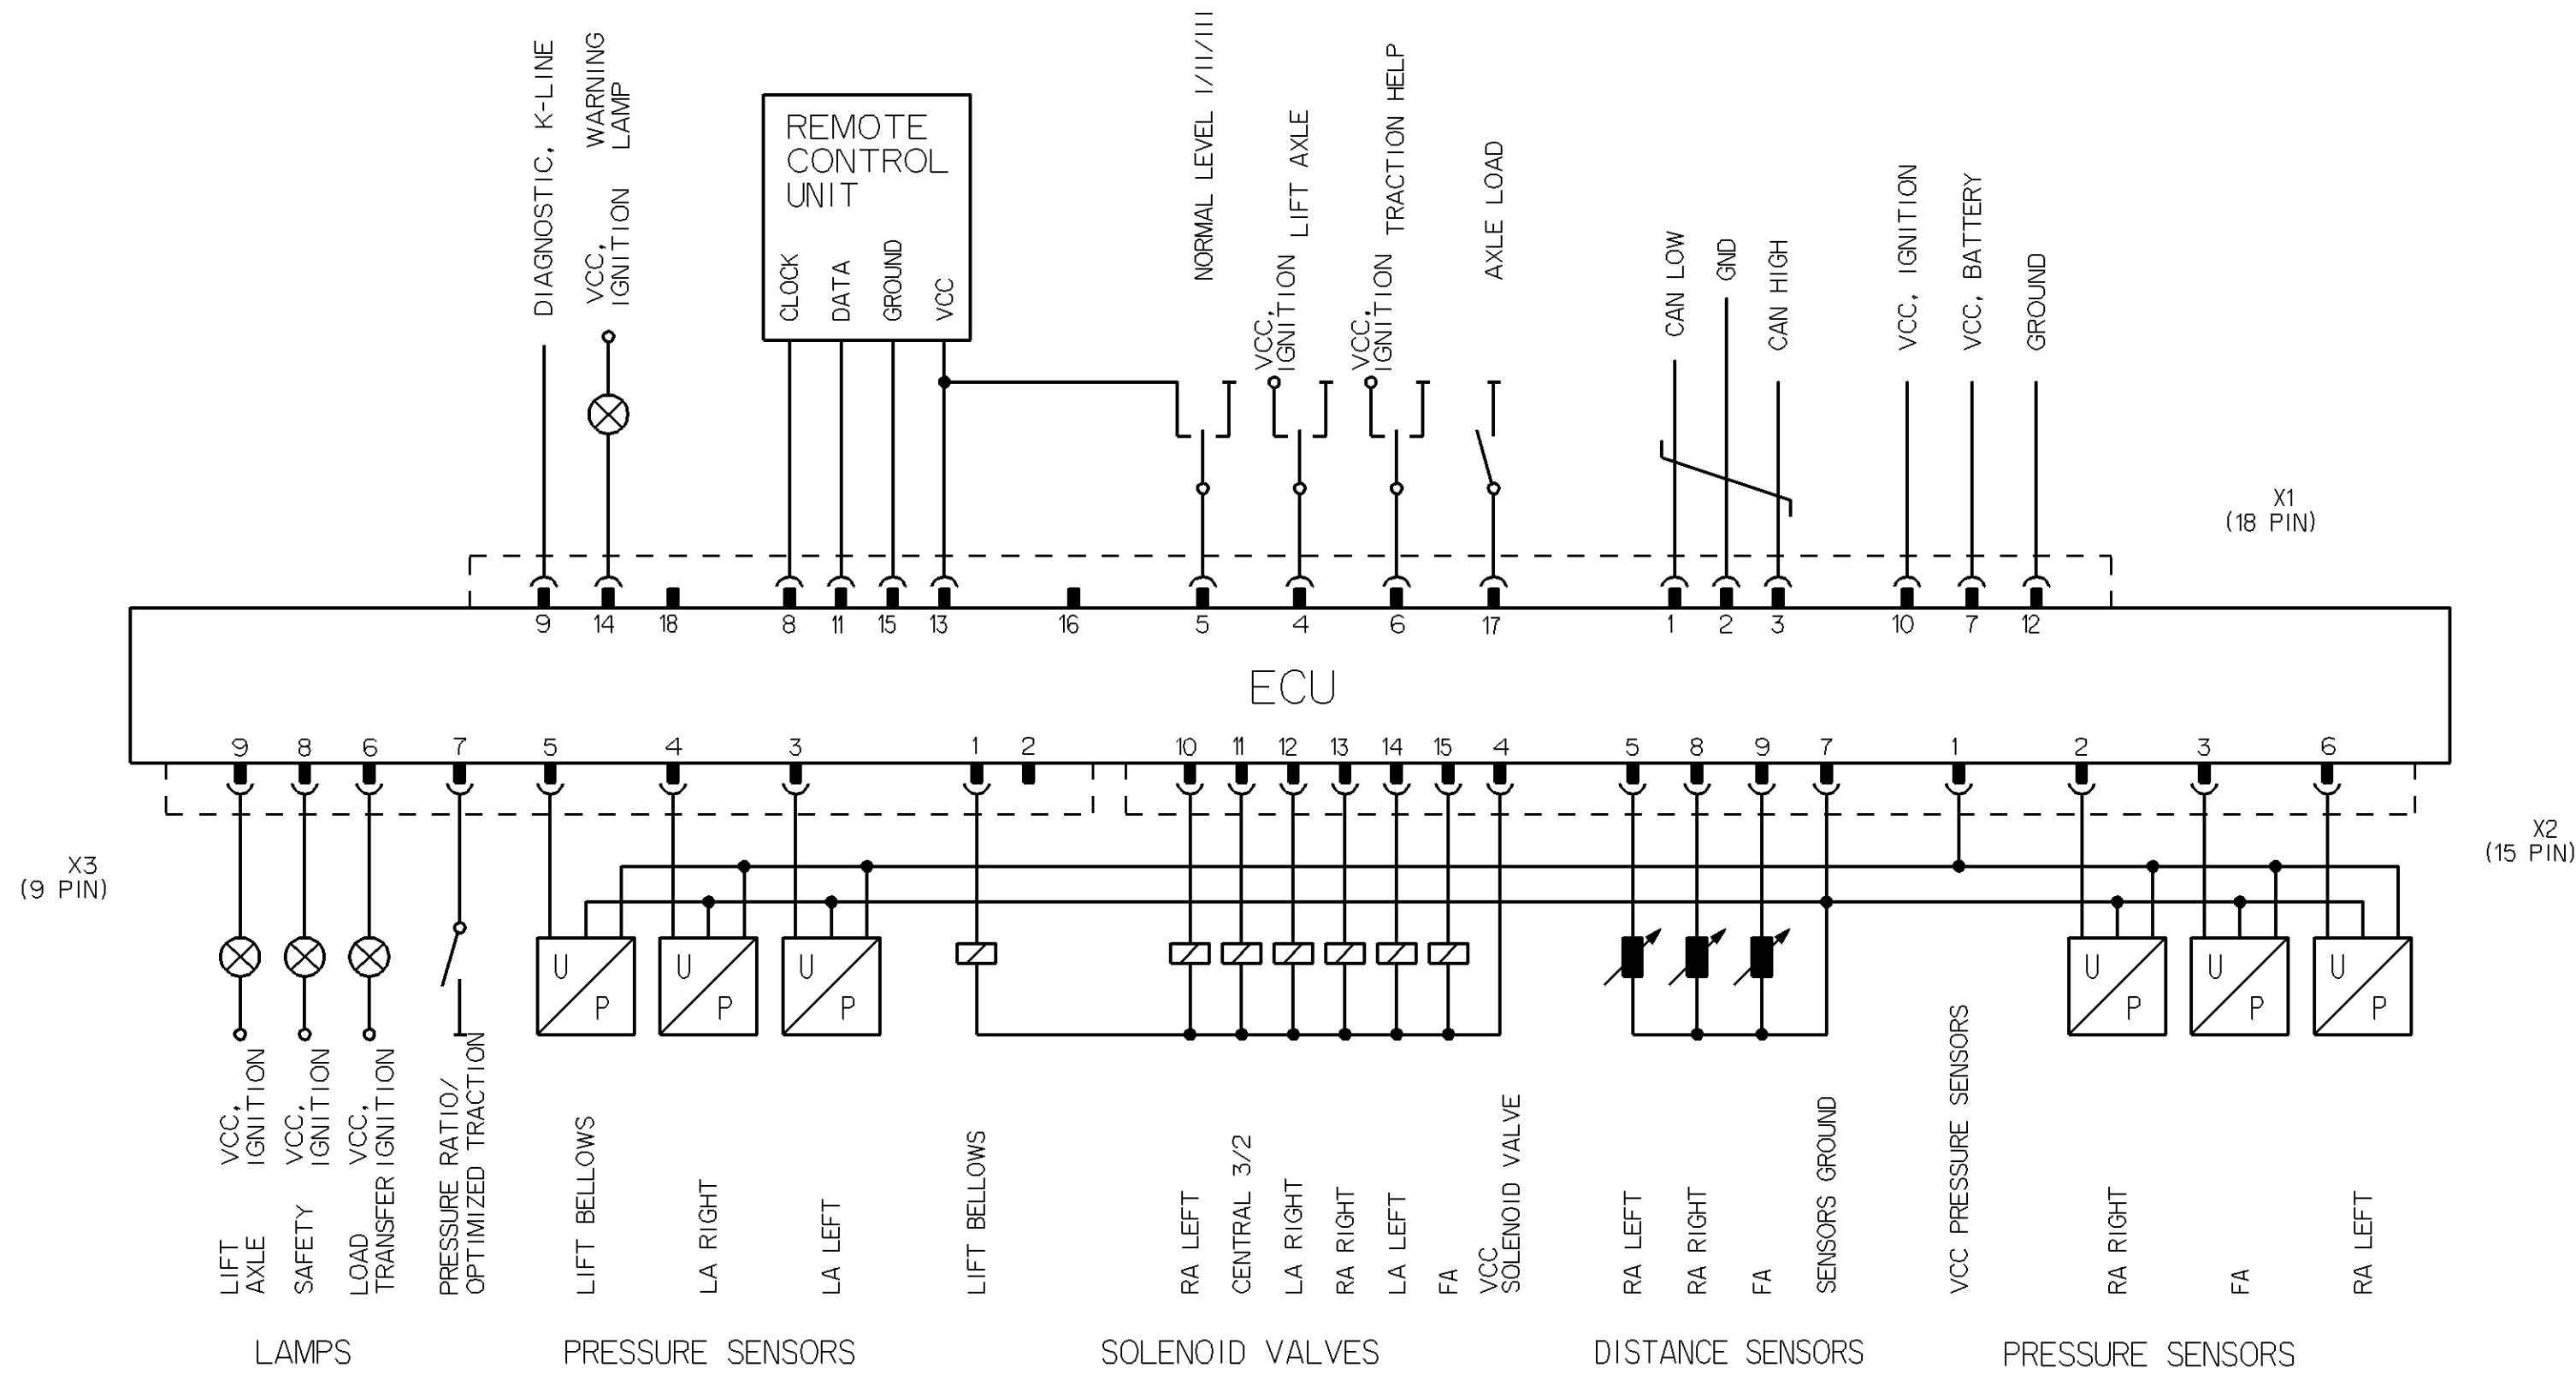 DIAGNOSTIC, K-LINE
WARNING
LAMP
VCC,
IGNITION
REMOTE
CONTROL
UNIT
CLOCK
DATA
GROUND
VCC
NORMAL LEVEL I/II/III
LIFT AXLE
VCC,
IGNITION
TRACTION HELP
VCC,
IGNITION
AXLE LOAD
CAN LOW
GND
CAN HIGH
VCC, IGNITION
VCC, BATTERY
GROUND
X1
(18 PIN)
9 14 18 8 11 15 13 16 5 4 6 17 1 2 3 10 7 12
ECU
9 8 6 7 5 4 3 1 2 10 11 12 13 14 15 4 5 8 9 7 1 2 3 6
X3
(9 PIN)
X2
(15 PIN)
U
P
U
P
U
P
U
P
U
P
U
P
VCC,
IGNITION
LIFT
AXLE
VCC,
IGNITION
SAFETY
VCC,
IGNITION
LOAD
TRANSFER
PRESSURE RATIO/
OPTIMIZED TRACTION
LIFT BELLOWS
LA RIGHT
LA LEFT
LIFT BELLOWS
RA LEFT
CENTRAL 3/2
LA RIGHT
RA RIGHT
LA LEFT
FA
VCC
SOLENOID VALVE
RA LEFT
RA RIGHT
FA
SENSORS GROUND
VCC PRESSURE SENSORS
RA RIGHT
FA
RA LEFT
LAMPS
PRESSURE SENSORS
SOLENOID VALVES
DISTANCE SENSORS
PRESSURE SENSORS